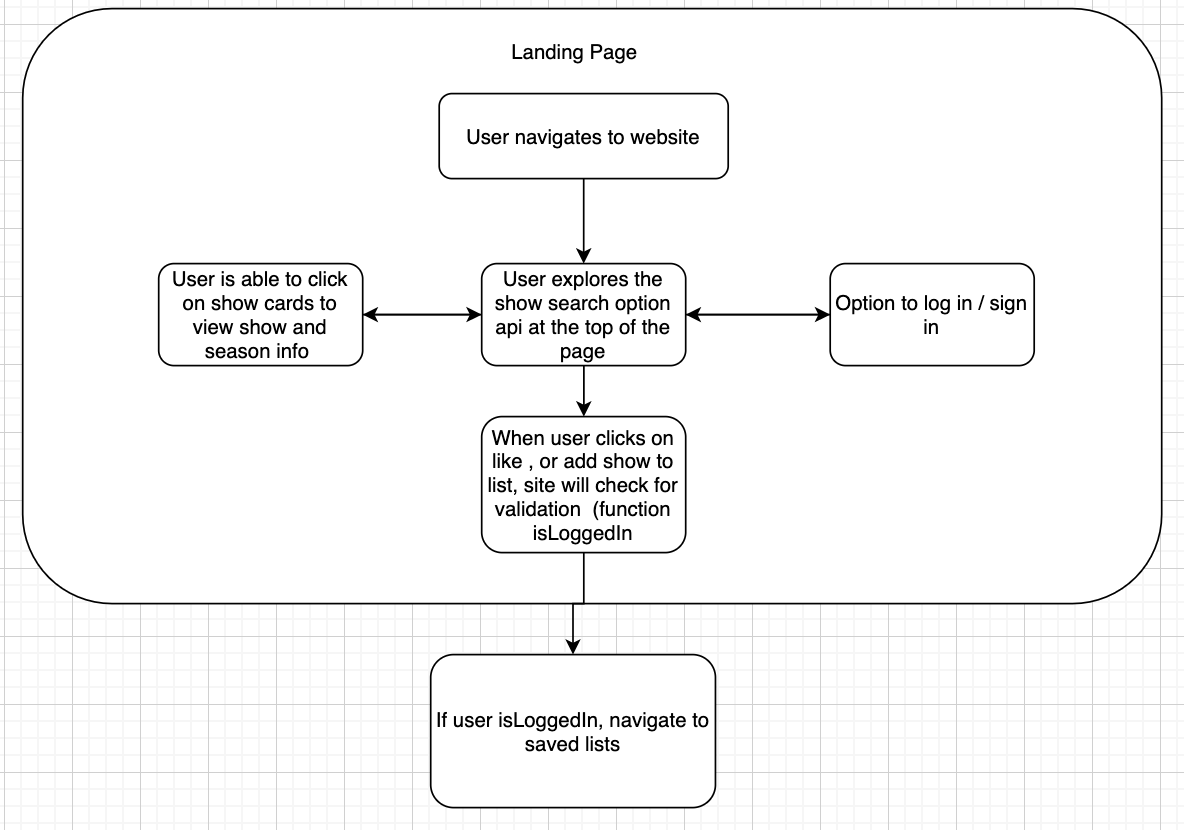 Landing Page
User navigates to website
User is able to click
on show cards to
view show and
season info
User explores the
show search option
api at the top of the
page
Option to log in / sign
in
When user clicks on
like , or add show to
list, site will check for
validation  (function
isLoggedIn
If user isLoggedIn, navigate to
saved lists